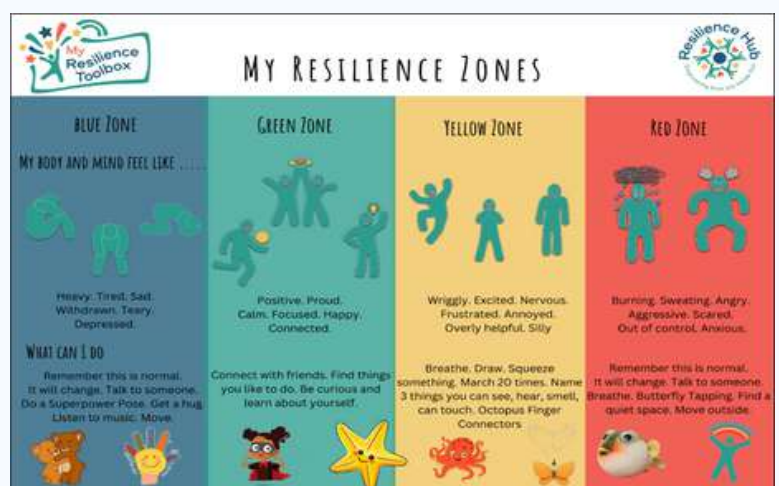 My
Resilience
Toolbox
MY RESILIENCE ZONES
Resilience Hub
BLUE ZONE
MY BODY AND MIND FEEL LIKE .....
Heavy. Tired. Sad.
Withdrawn. Teary.
Depressed.
WHAT CAN I DO
Remember this is normal.
It will change. Talk to someone.
Do a Superpower Pose. Get a hug.
Listen to music. Move.
GREEN ZONE
Positive. Proud.
Calm. Focused. Happy.
Connected.
Connect with friends. Find things
you like to do. Be curious and
learn about yourself.
YELLOW ZONE
Wriggly. Excited. Nervous.
Frustrated. Annoyed.
Overly helpful. Silly
Breathe. Draw. Squeeze
something. March 20 times. Name
3 things you can see, hear, smell,
can touch. Octopus Finger
Connectors
RED ZONE
Burning. Sweating. Angry.
Aggressive. Scared.
Out of control. Anxious.
Remember this is normal.
It will change. Talk to someone.
Breathe. Butterfly Tapping. Find a
quiet space. Move outside.